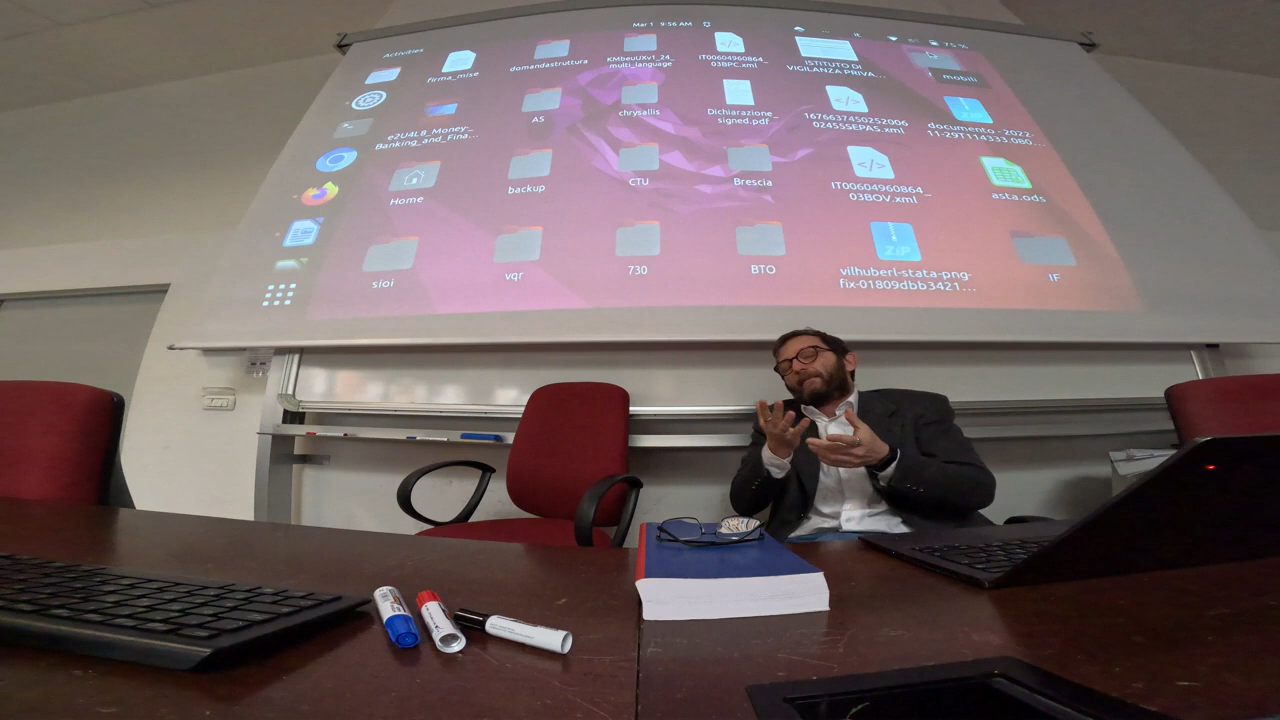 Mar 1 9:56 AM
75 %
Activities
firma_mise
domandastruttura
KMbeuUXv1_24_
multi_language
IT00604960864_
03BPC.xml
ISTITUTO DI
VIGILANZA PRIVA...
mobili
e2U4L8_Money_
Banking_and_Fina...
AS
chrysallis
Dichiarazione_
signed.pdf
1676637450252006
02455SEPAS.xml
documento -2022-
11-29T114333.080...
Home
backup
CTU
Brescia
IT00604960864_
03BOV.xml
asta.ods
sioi
vqr
730
BTO
ZIP
vilhuberl-stata-png-
fix-01809dbb3421...
IF